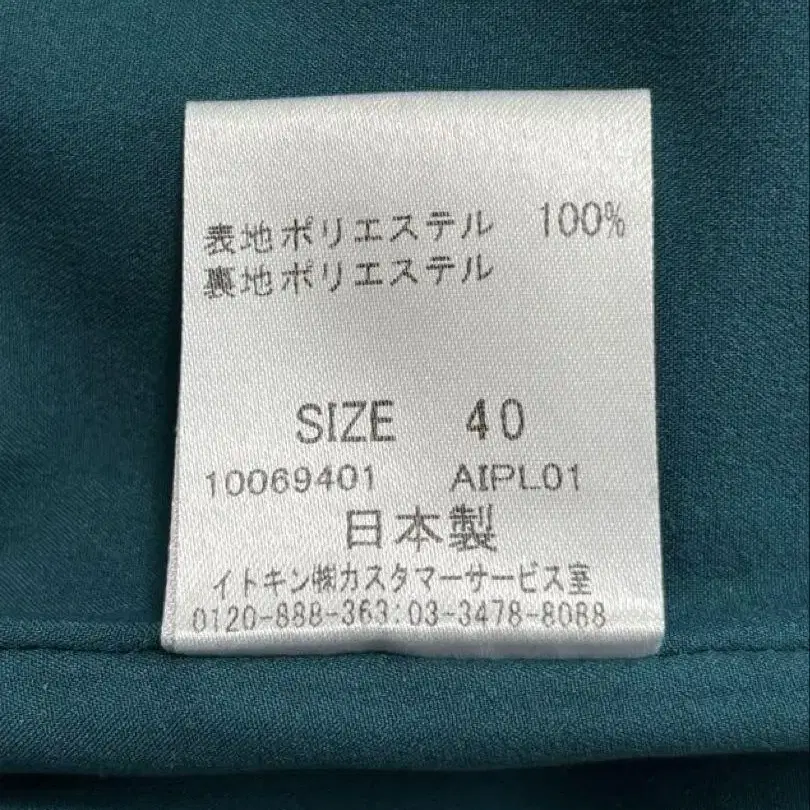 表地ポリエステル 100%
裏地ポリエステル
SIZE 40
10069401 AIPL01
日本製
イトキン㈱カスタマーサービス室
0120-888-363:03-3478-8088